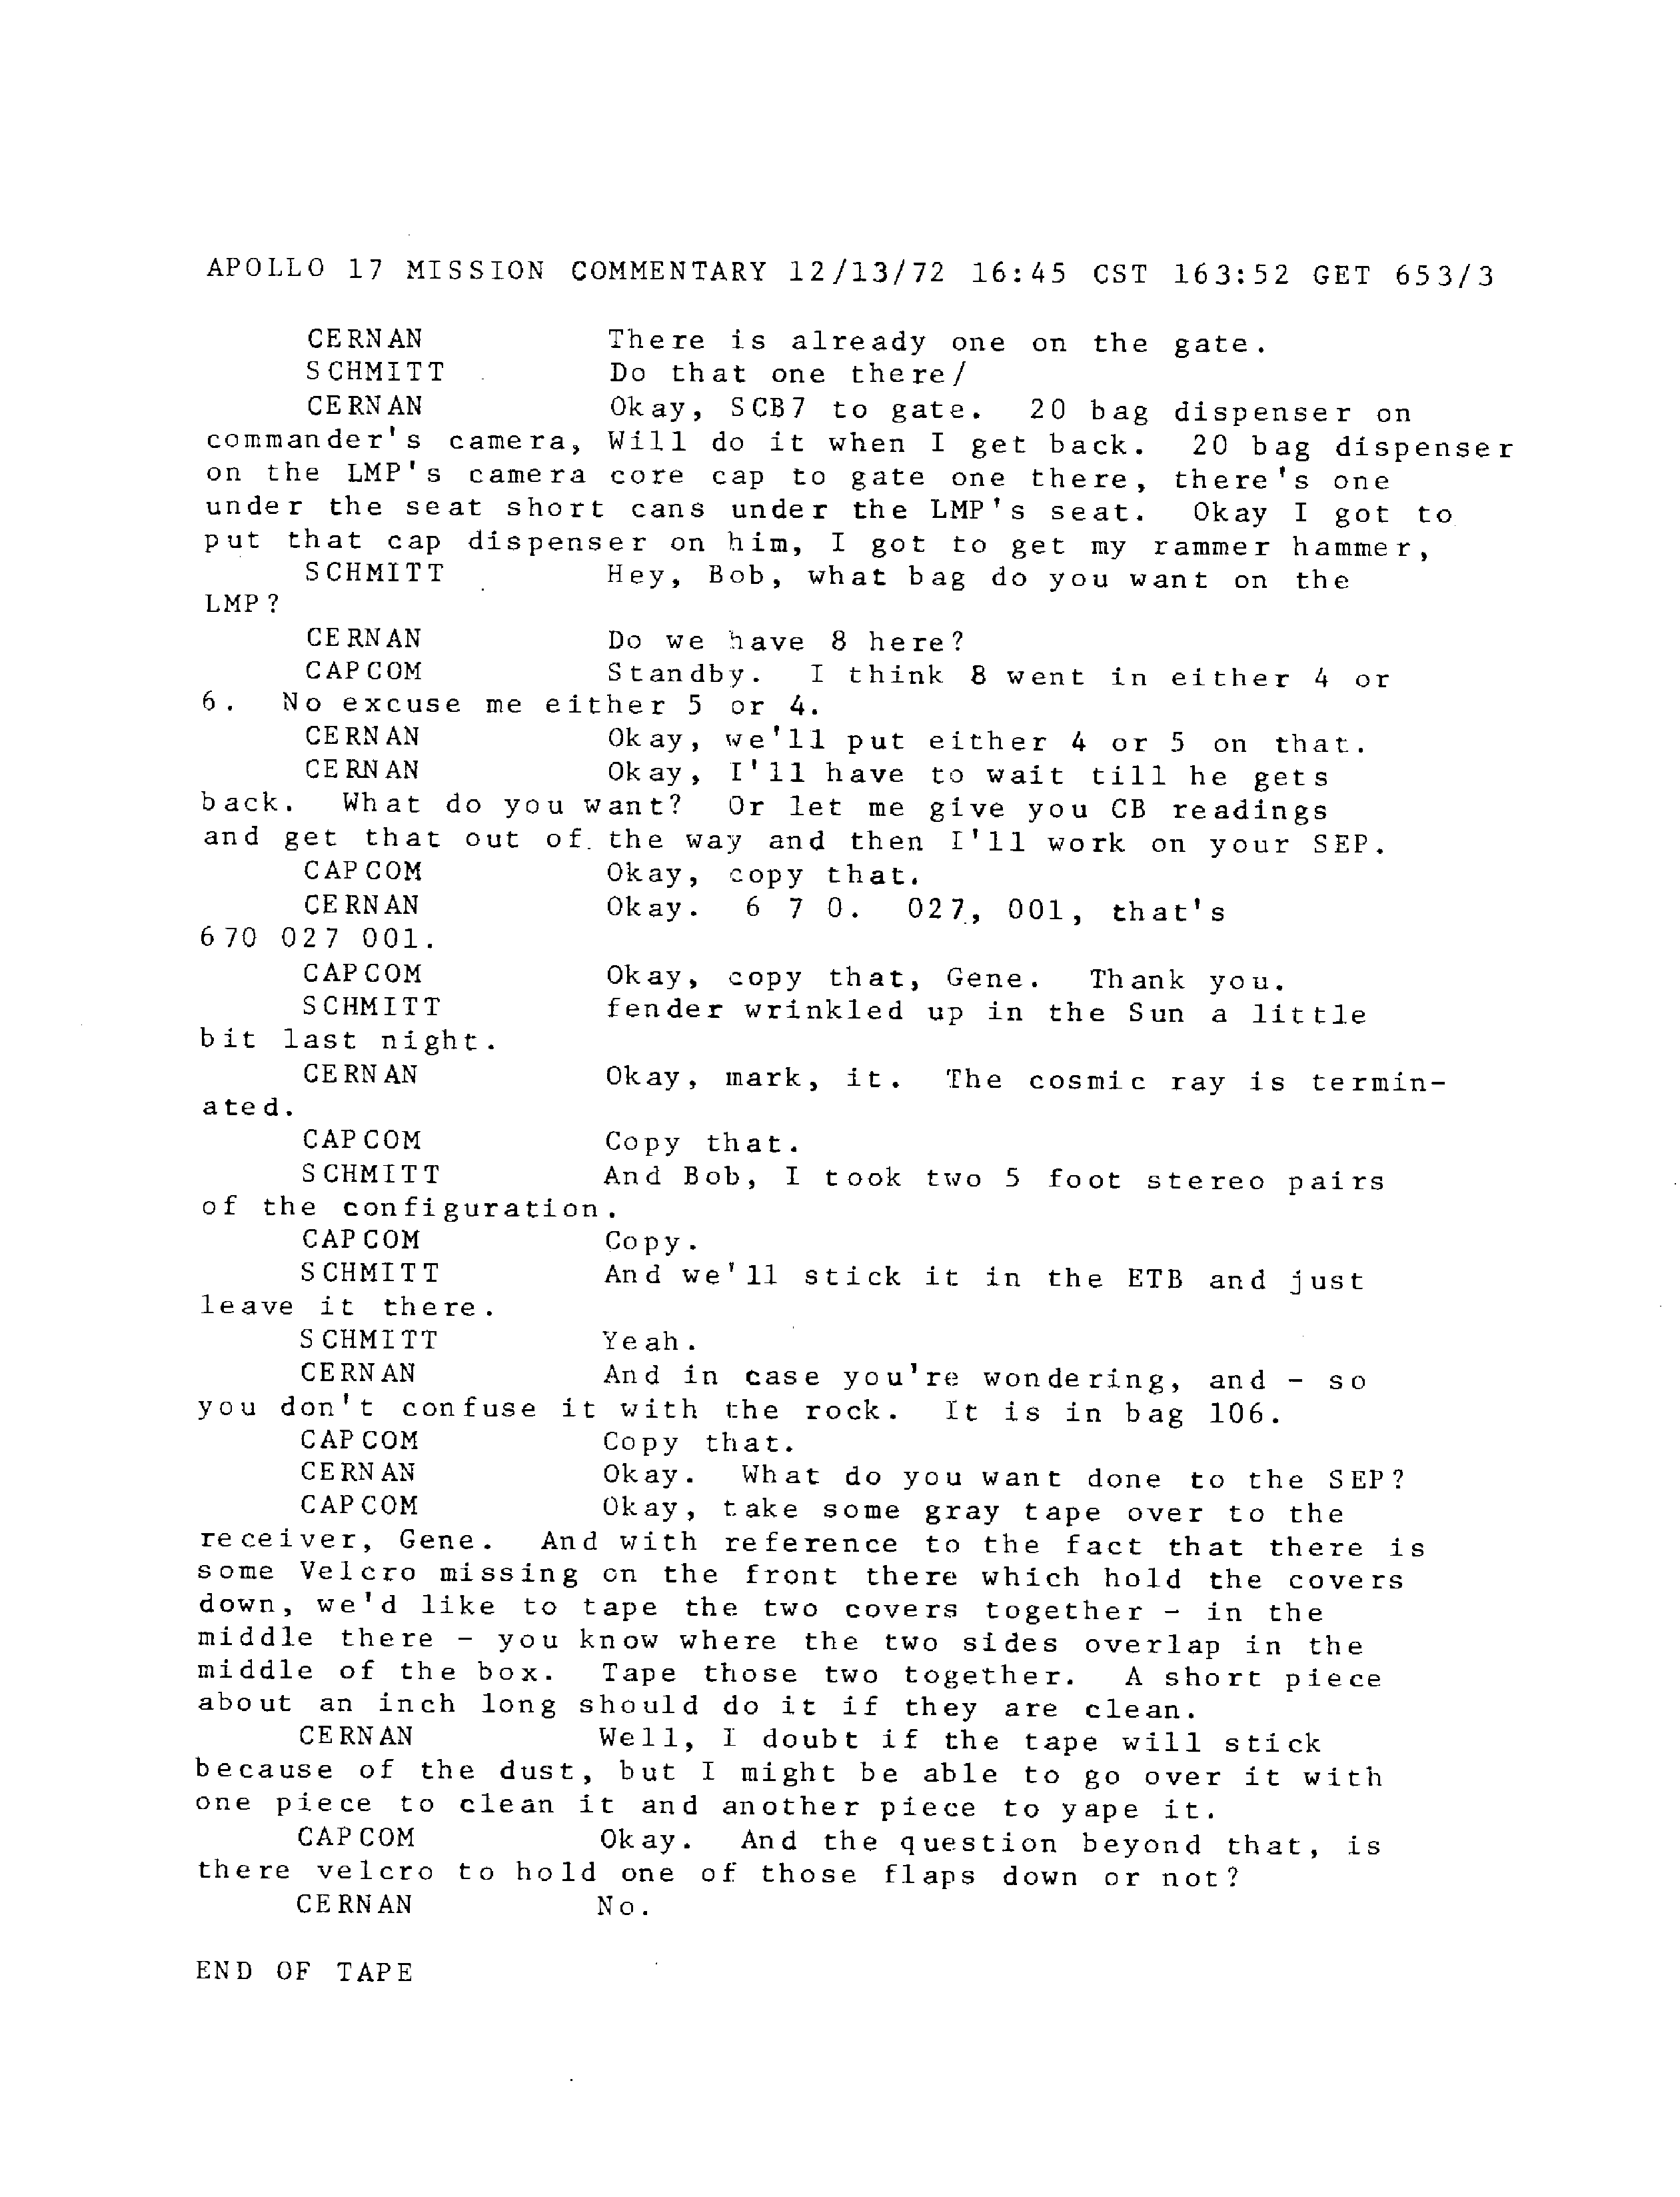 APOLLO 17 MISSION COMMENTARY 12/13/72 16:45 CST 163:52 GET 653/3
CERNAN There is already one on the gate.
SCHMITT Do that one there/
CERNAN Okay, SCB7 to gate. 20 bag dispenser on
commander's camera, Will do it when I get back. 20 bag dispenser
on the LMP's camera core cap to gate one there, there's one
under the seat short cans under the LMP's seat. Okay I got to
put that cap dispenser on him, I got to get my rammer hammer,
SCHMITT Hey, Bob, what bag do you want on the
LMP?
CERNAN Do we have 8 here?
CAPCOM Standby. I think 8 went in either 4 or
6. No excuse me either 5 or 4.
CERNAN Okay, we'll put either 4 or 5 on that.
CERNAN Okay, I'll have to wait till he gets
back. What do you want? Or let me give you CB readings
and get that out of the way and then I'll work on your SEP.
CAPCOM Okay, copy that.
CERNAN Okay. 6 7 0. 027, 001, that's
670 027 001.
CAPCOM Okay, copy that, Gene. Thank you.
SCHMITT fender wrinkled up in the Sun a little
bit last night.
CERNAN Okay, mark, it. The cosmic ray is termin-
ated.
CAPCOM Copy that.
SCHMITT And Bob, I took two 5 foot stereo pairs
of the configuration.
CAPCOM Copy.
SCHMITT And we'll stick it in the ETB and just
leave it there.
SCHMITT Yeah.
CERNAN And in case you're wondering, and - so
you don't confuse it with the rock. It is in bag 106.
CAPCOM Copy that.
CERNAN Okay. What do you want done to the SEP?
CAPCOM Okay, take some gray tape over to the
receiver, Gene. And with reference to the fact that there is
some Velcro missing on the front there which hold the covers
down, we'd like to tape the two covers together - in the
middle there - you know where the two sides overlap in the
middle of the box. Tape those two together. A short piece
about an inch long should do it if they are clean.
CERNAN Well, I doubt if the tape will stick
because of the dust, but I might be able to go over it with
one piece to clean it and another piece to yape it.
CAPCOM Okay. And the question beyond that, is
there velcro to hold one of those flaps down or not?
CERNAN No.
END OF TAPE